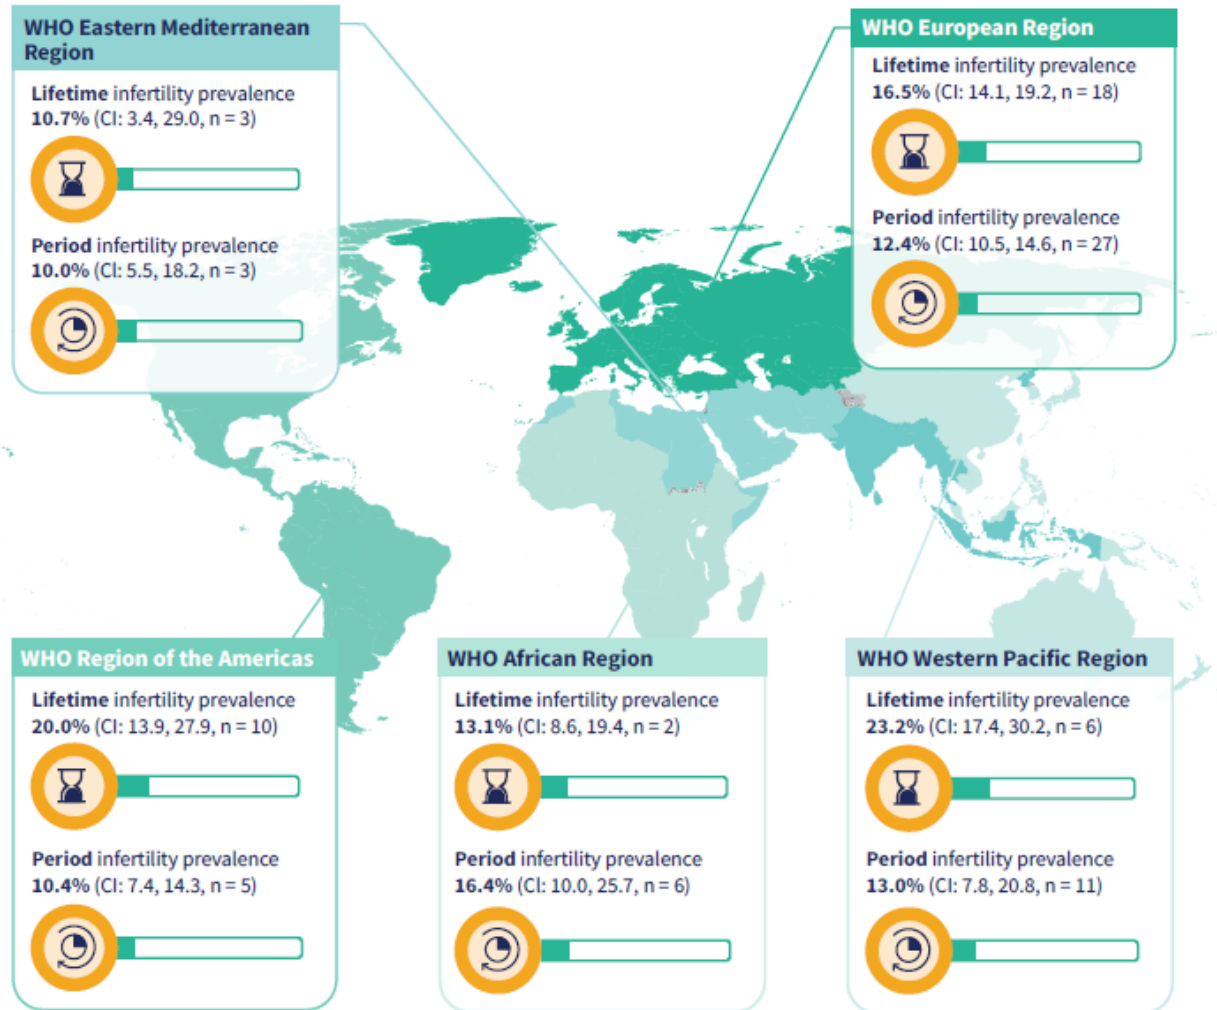 WHO Eastern Mediterranean
Region
Lifetime infertility prevalence
10.7% (CI: 3.4, 29.0, n = 3)
Period infertility prevalence
10.0% (CI: 5.5, 18.2, n = 3)
WHO European Region
Lifetime infertility prevalence
16.5% (CI: 14.1, 19.2, n = 18)
Period infertility prevalence
12.4% (CI: 10.5, 14.6, n = 27)
WHO Region of the Americas
Lifetime infertility prevalence
20.0% (CI: 13.9, 27.9, n = 10)
Period infertility prevalence
10.4% (CI: 7.4, 14.3, n = 5)
WHO African Region
Lifetime infertility prevalence
13.1% (CI: 8.6, 19.4, n = 2)
Period infertility prevalence
16.4% (CI: 10.0, 25.7, n = 6)
WHO Western Pacific Region
Lifetime infertility prevalence
23.2% (CI: 17.4, 30.2, n = 6)
Period infertility prevalence
13.0% (CI: 7.8, 20.8, n = 11)